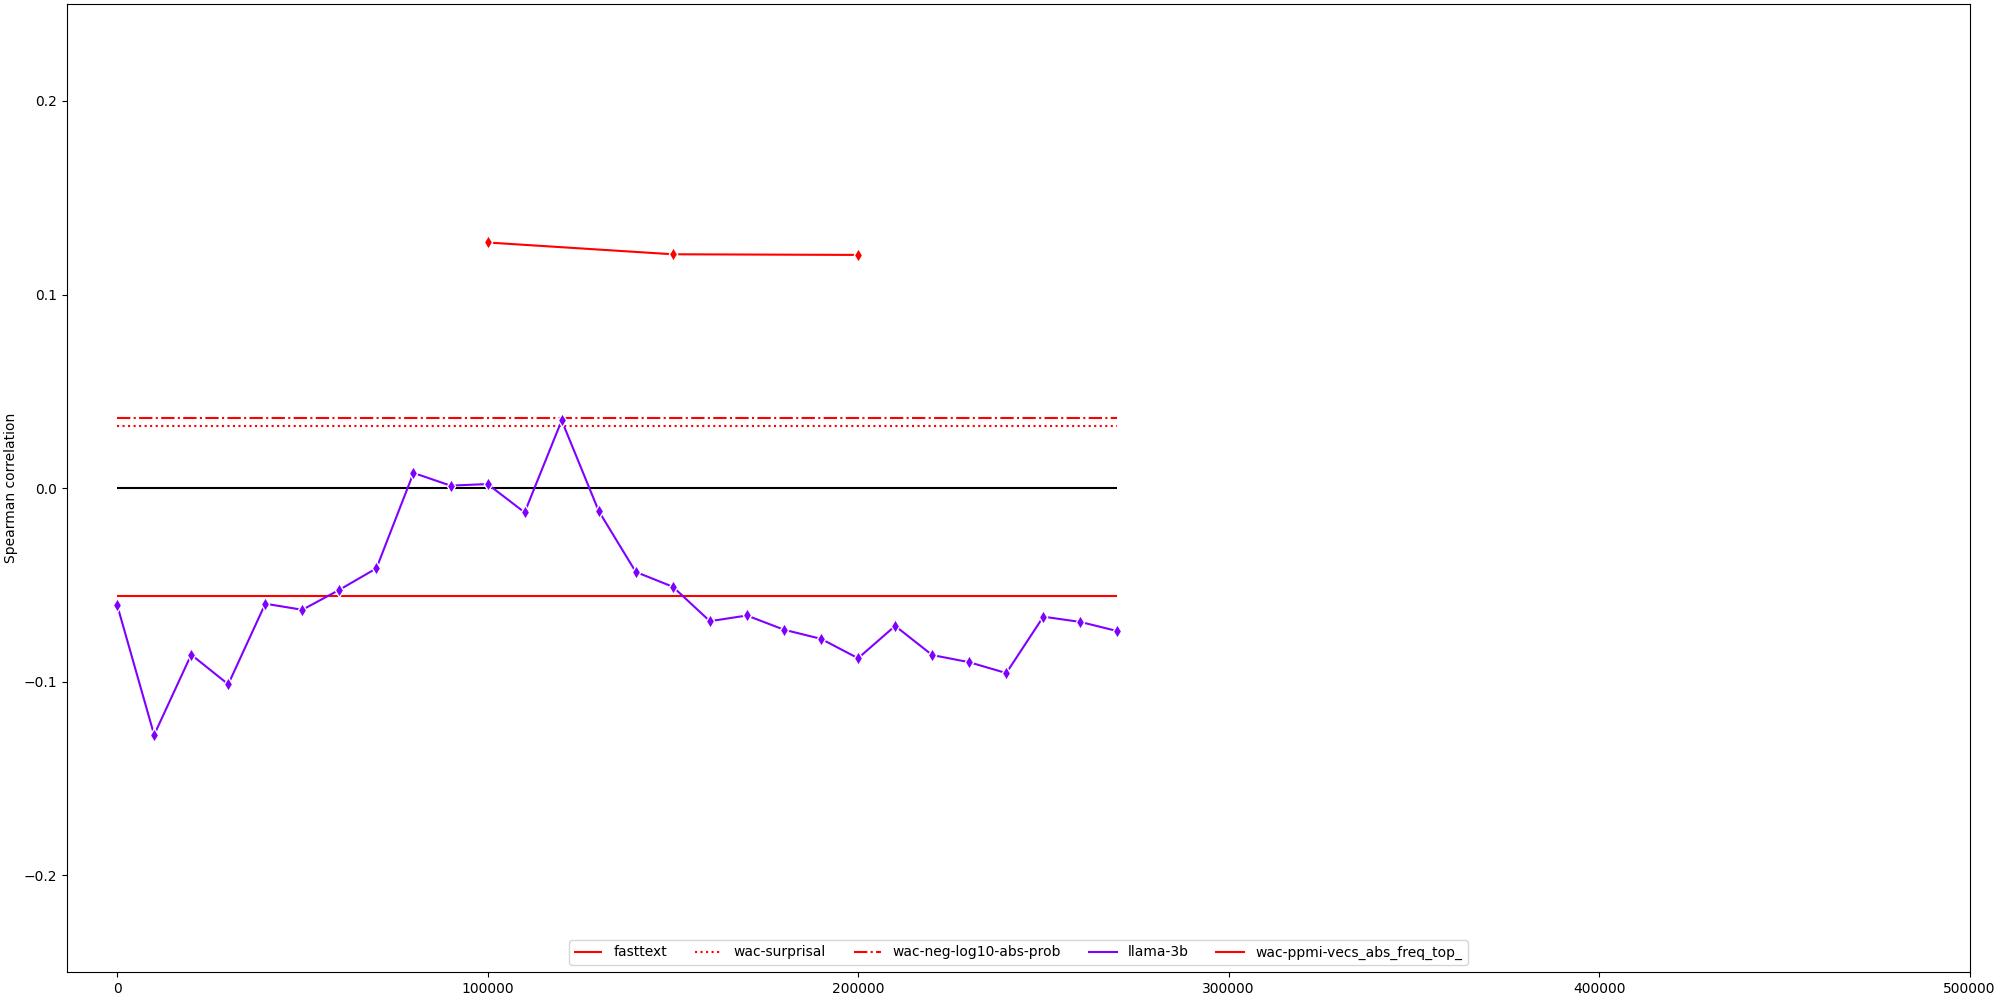 Spearman correlation
0.2
0.1
0.0
−0.1
−0.2
fasttext wac-surprisal wac-neg-log10-abs-prob llama-3b wac-ppmi-vecs_abs_freq_top_
0 100000 200000 300000 400000 500000